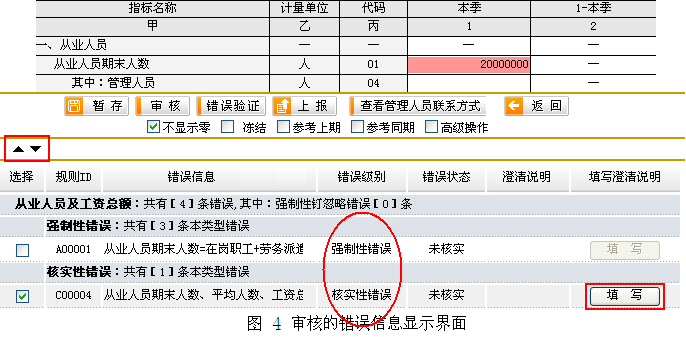 指标名称 计量单位 代码 本季 1-本季
甲 乙 丙 1 2
一、从业人员 — — — —
从业人员期末人数 人 01 20000000 —
其中：管理人员 人 04 —
暂 存 审 核 错误验证 上 报 查看管理人员联系方式 返 回
不显示零 冻结 参考上期 参考同期 高级操作
选择 规则ID 错误信息 错误级别 错误状态 澄清说明 填写澄清说明
从业人员及工资总额：共有【4】条错误,其中：强制性 忽略错误【0】条
强制性错误：共有【3】条本类型错误
A00001 从业人员期末人数=在岗职工+劳务派遣 强制性错误 未核实 填 写
核实性错误：共有【1】条本类型错误
C00004 从业人员期末人数、平均人数、工资总 核实性错误 未核实 填 写
图 4 审核的错误信息显示界面